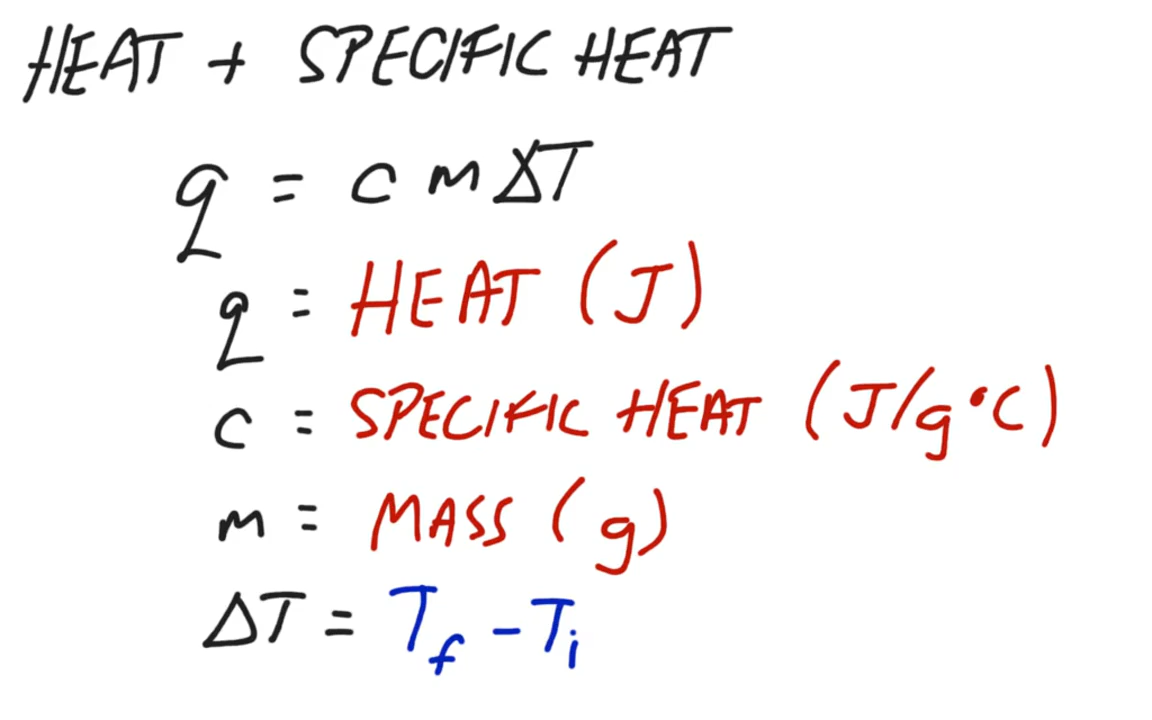 HEAT + SPECIFIC HEAT
q = c m ΔT
q = HEAT (J)
c = SPECIFIC HEAT (J/g•C)
m = MASS (g)
ΔT = Tf - Ti